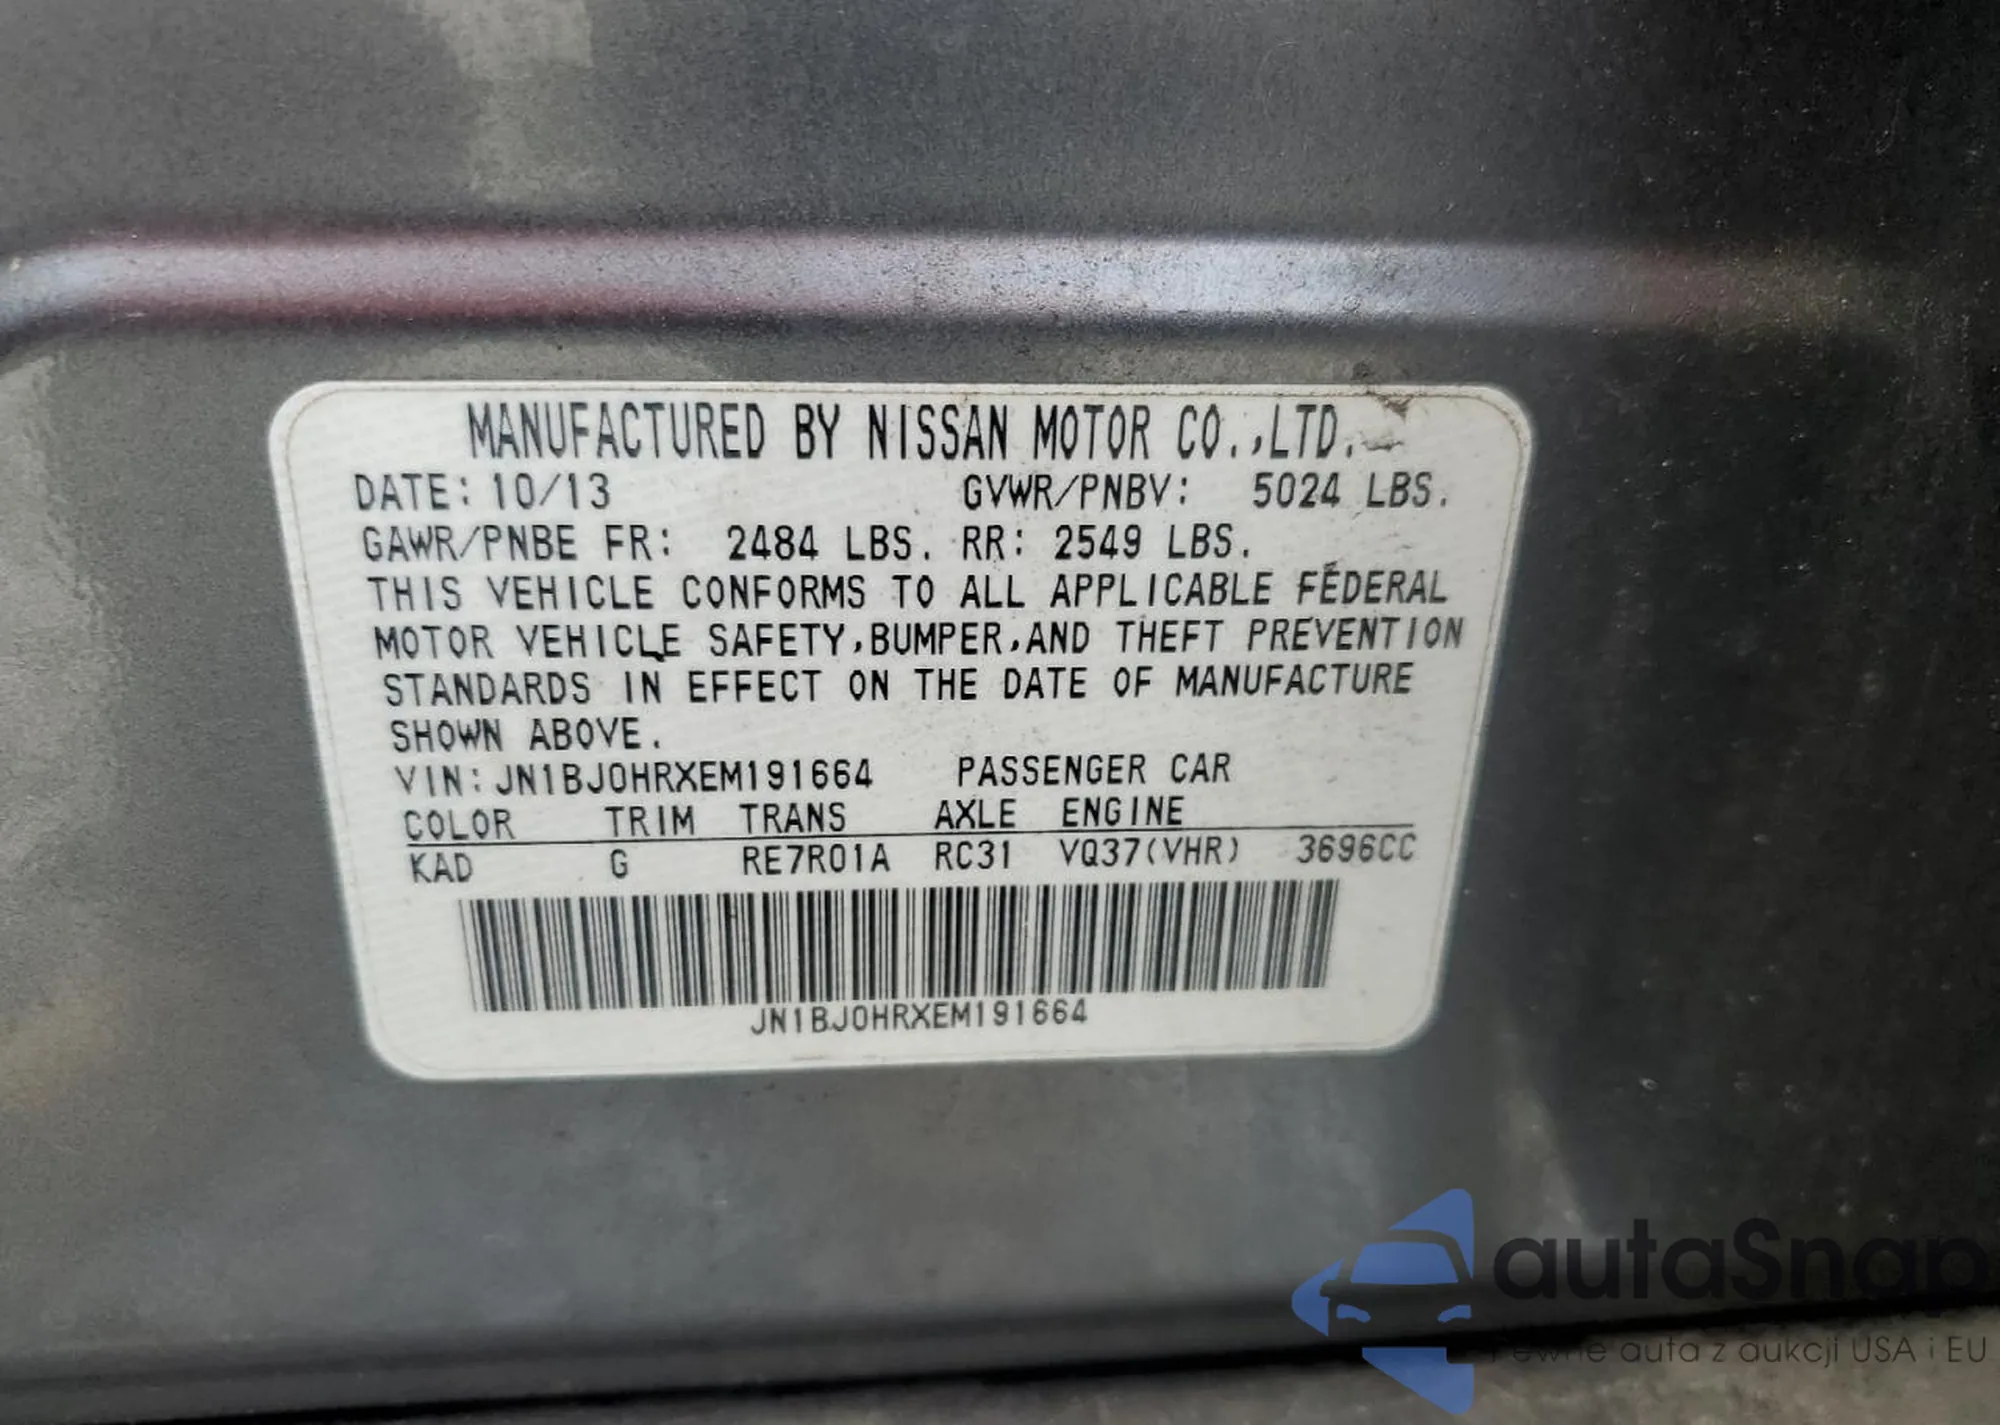 MANUFACTURED BY NISSAN MOTOR CO.,LTD.
DATE: 10/13 GVWR/PNBV: 5024 LBS.
GAWR/PNBE FR: 2484 LBS. RR: 2549 LBS.
THIS VEHICLE CONFORMS TO ALL APPLICABLE FEDERAL
MOTOR VEHICLE SAFETY,BUMPER,AND THEFT PREVENTION
STANDARDS IN EFFECT ON THE DATE OF MANUFACTURE
SHOWN ABOVE.
VIN:JN1BJ0HRXEM191664 PASSENGER CAR
COLOR TRIM TRANS AXLE ENGINE
KAD G RE7R01A RC31 VQ37(VHR) 3696CC
JN1BJ0HRXEM191664
autaSnap
Pewne auta z aukcji USA i EU